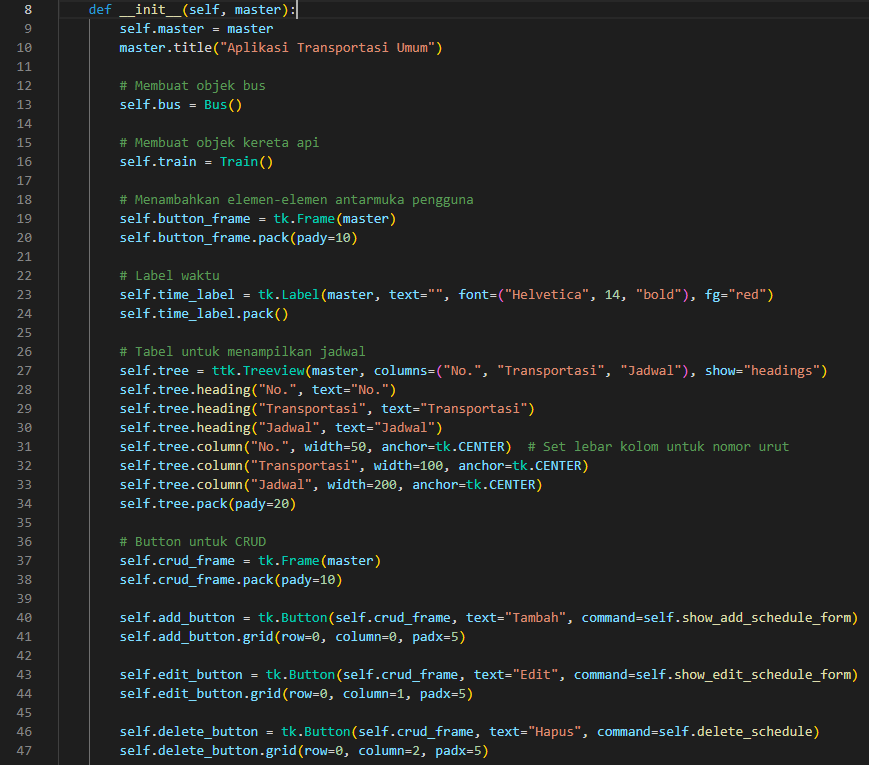 8 def __init__(self, master):
9 self.master = master
10 master.title("Aplikasi Transportasi Umum")
11
12 # Membuat objek bus
13 self.bus = Bus()
14
15 # Membuat objek kereta api
16 self.train = Train()
17
18 # Menambahkan elemen-elemen antarmuka pengguna
19 self.button_frame = tk.Frame(master)
20 self.button_frame.pack(pady=10)
21
22 # Label waktu
23 self.time_label = tk.Label(master, text="", font=("Helvetica", 14, "bold"), fg="red")
24 self.time_label.pack()
25
26 # Tabel untuk menampilkan jadwal
27 self.tree = ttk.Treeview(master, columns=("No.", "Transportasi", "Jadwal"), show="headings")
28 self.tree.heading("No.", text="No.")
29 self.tree.heading("Transportasi", text="Transportasi")
30 self.tree.heading("Jadwal", text="Jadwal")
31 self.tree.column("No.", width=50, anchor=tk.CENTER)  # Set lebar kolom untuk nomor urut
32 self.tree.column("Transportasi", width=100, anchor=tk.CENTER)
33 self.tree.column("Jadwal", width=200, anchor=tk.CENTER)
34 self.tree.pack(pady=20)
35
36 # Button untuk CRUD
37 self.crud_frame = tk.Frame(master)
38 self.crud_frame.pack(pady=10)
39
40 self.add_button = tk.Button(self.crud_frame, text="Tambah", command=self.show_add_schedule_form)
41 self.add_button.grid(row=0, column=0, padx=5)
42
43 self.edit_button = tk.Button(self.crud_frame, text="Edit", command=self.show_edit_schedule_form)
44 self.edit_button.grid(row=0, column=1, padx=5)
45
46 self.delete_button = tk.Button(self.crud_frame, text="Hapus", command=self.delete_schedule)
47 self.delete_button.grid(row=0, column=2, padx=5)